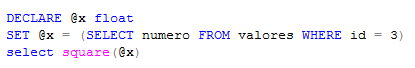 DECLARE @x float
SET @x = (SELECT numero FROM valores WHERE id = 3)
select square(@x)